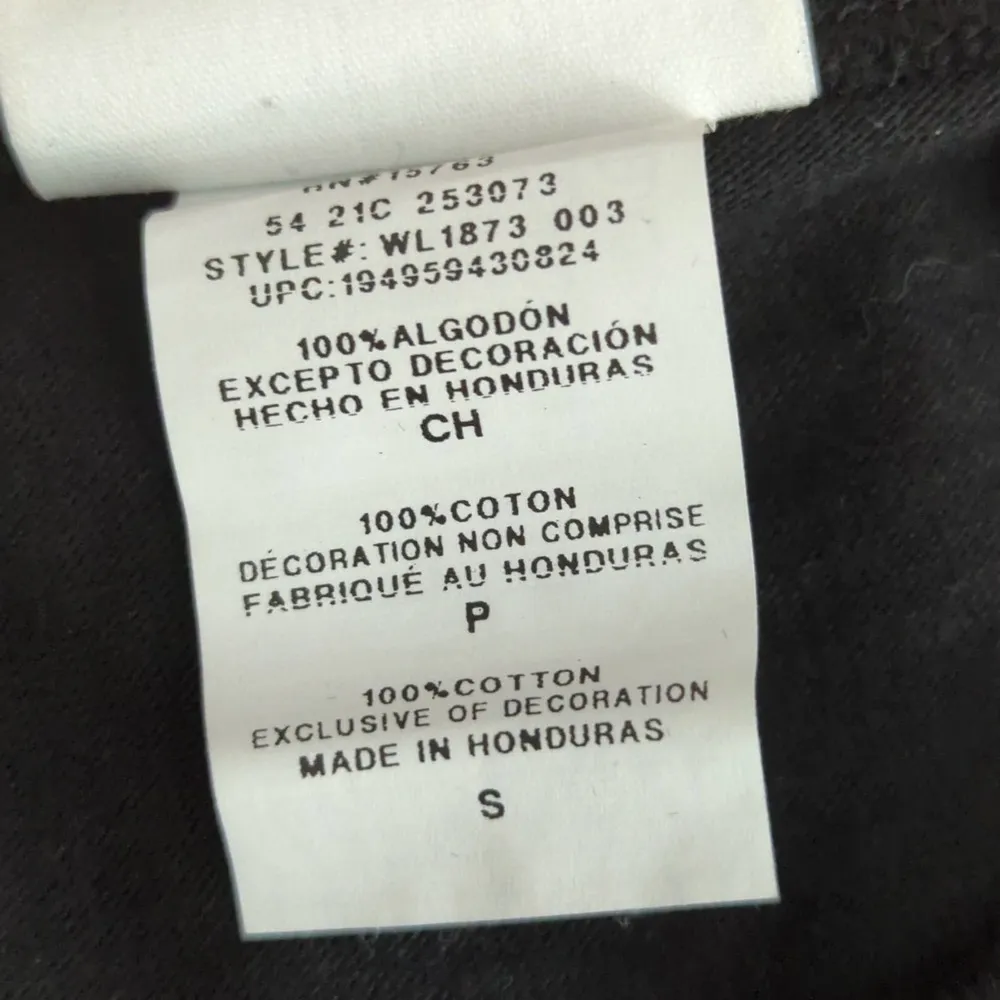 54 21C 253073
STYLE#: WL1873 003
UPC:194959430824
100%ALGODÓN
EXCEPTO DECORACIÓN
HECHO EN HONDURAS
CH
100%COTON
DÉCORATION NON COMPRISE
FABRIQUÉ AU HONDURAS
P
100%COTTON
EXCLUSIVE OF DECORATION
MADE IN HONDURAS
S